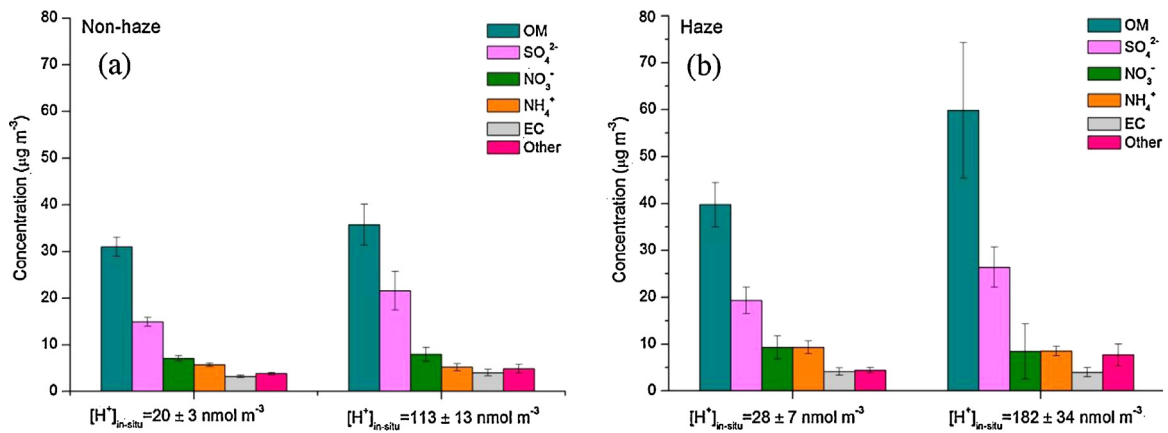 Non-haze
(a)
OM
SO₄²⁻
NO₃⁻
NH₄⁺
EC
Other
Concentration (µg m⁻³)
80
70
60
50
40
30
20
10
0
[H⁺]in-situ=20 ± 3 nmol m⁻³
[H⁺]in-situ=113 ± 13 nmol m⁻³
Haze
(b)
OM
SO₄²⁻
NO₃⁻
NH₄⁺
EC
Other
Concentration (µg m⁻³)
80
70
60
50
40
30
20
10
0
[H⁺]in-situ=28 ± 7 nmol m⁻³
[H⁺]in-situ=182 ± 34 nmol m⁻³